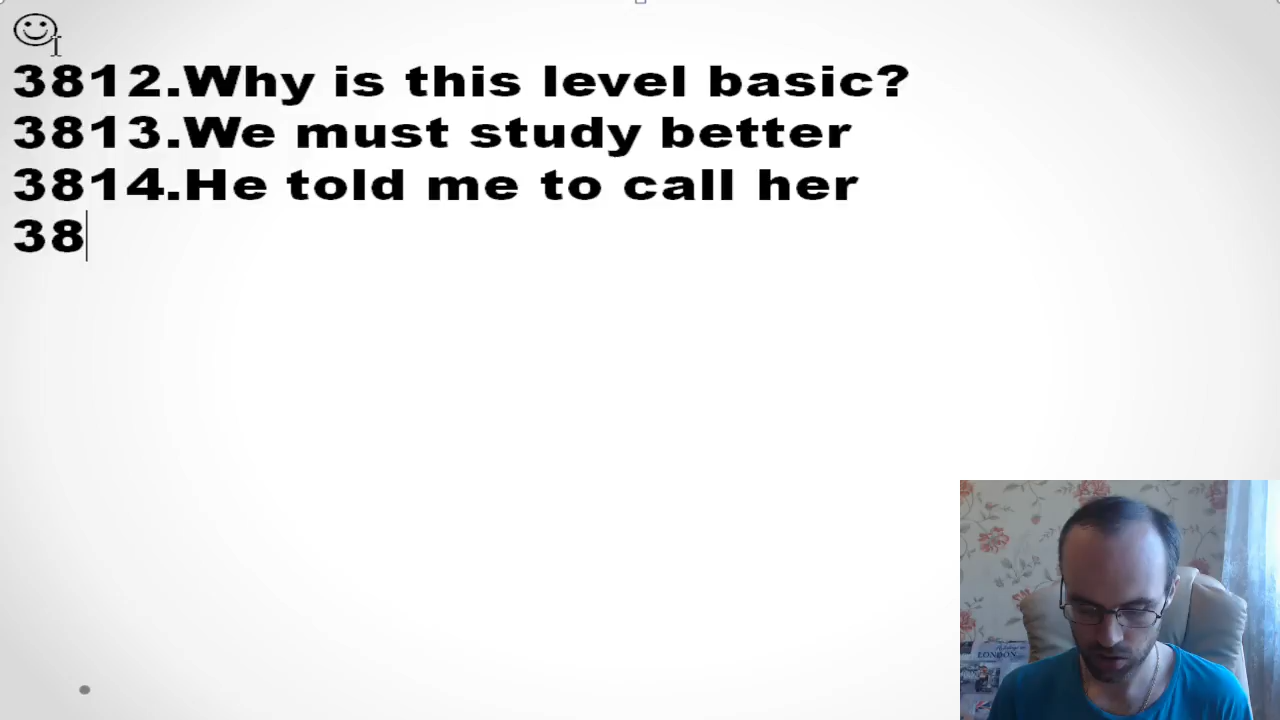 3812.Why is this level basic?
3813.We must study better
3814.He told me to call her
38
LONDON